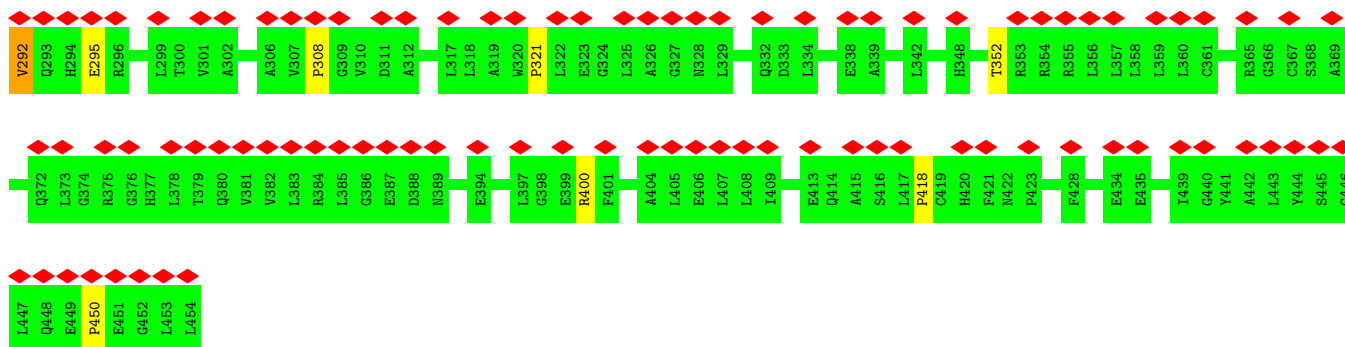 V292 Q293 H294 E295 R296 L299 T300 V301 A302 A306 V307 P308 G309 V310 D311 A312 L317 L318 A319 W320 P321 L322 E323 G324 L325 A326 G327 N328 L329 Q332 D333 L334 E338 A339 L342 H348 T352 R353 R354 R355 L356 L357 L358 L359 L360 C361 R365 G366 C367 S368 A369
Q372 L373 G374 R375 G376 H377 L378 T379 Q380 V381 V382 L383 R384 L385 G386 E387 D388 N389 E394 L397 G398 E399 R400 F401 A404 L405 E406 L407 L408 I409 E413 Q414 A415 S416 L417 P418 C419 H420 F421 N422 P423 F428 E434 E435 I439 G440 Y441 A442 L443 Y444 S445
L447 Q448 E449 P450 E451 G452 L453 L454